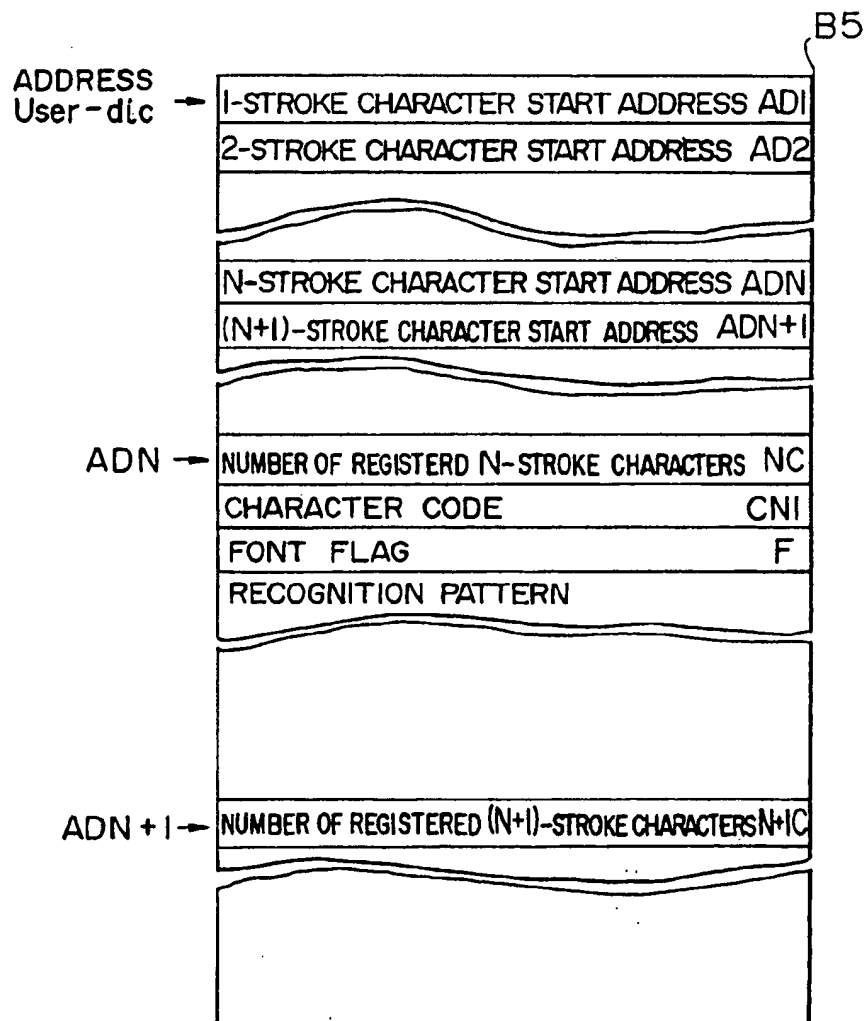 B5
ADDRESS
User-dic → 1-STROKE CHARACTER START ADDRESS AD1
2-STROKE CHARACTER START ADDRESS AD2
N-STROKE CHARACTER START ADDRESS ADN
(N+1)-STROKE CHARACTER START ADDRESS ADN+1
ADN → NUMBER OF REGISTERD N-STROKE CHARACTERS NC
CHARACTER CODE CN1
FONT FLAG F
RECOGNITION PATTERN
ADN+1 → NUMBER OF REGISTERED (N+1)-STROKE CHARACTERS N+1C